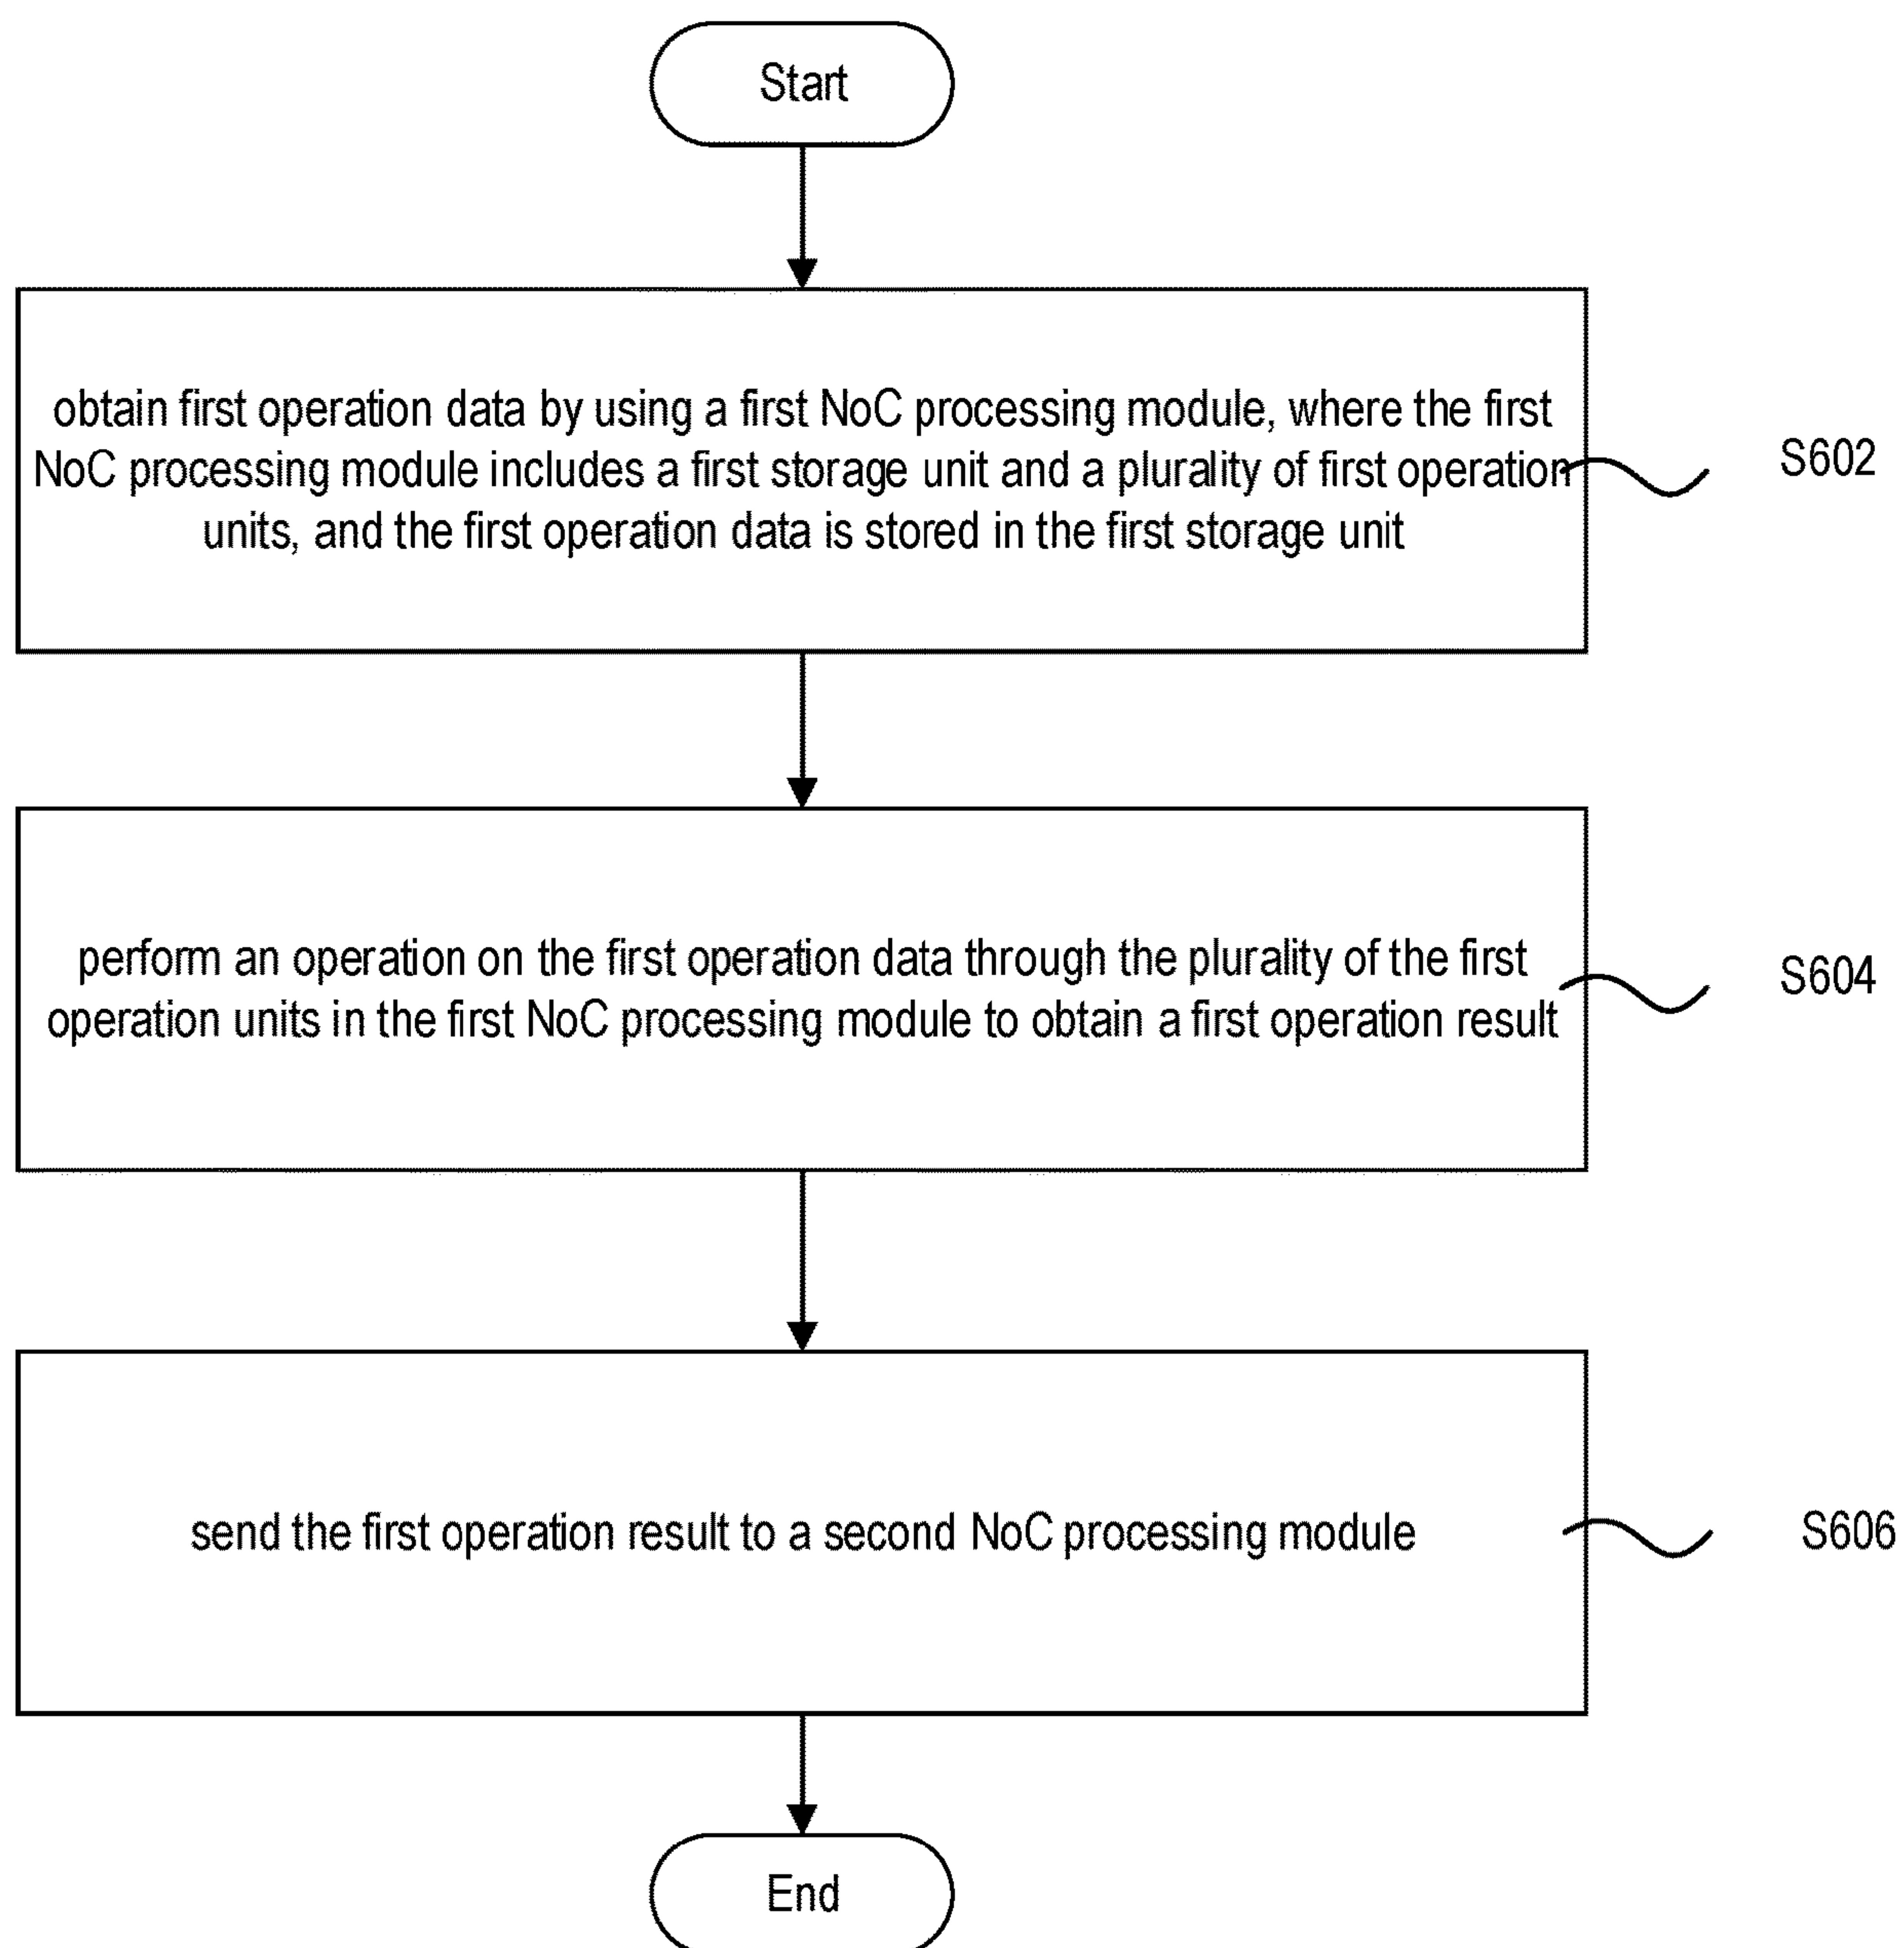 Start
obtain first operation data by using a first NoC processing module, where the first
NoC processing module includes a first storage unit and a plurality of first operation
units, and the first operation data is stored in the first storage unit
S602
perform an operation on the first operation data through the plurality of the first
operation units in the first NoC processing module to obtain a first operation result
S604
send the first operation result to a second NoC processing module
S606
End